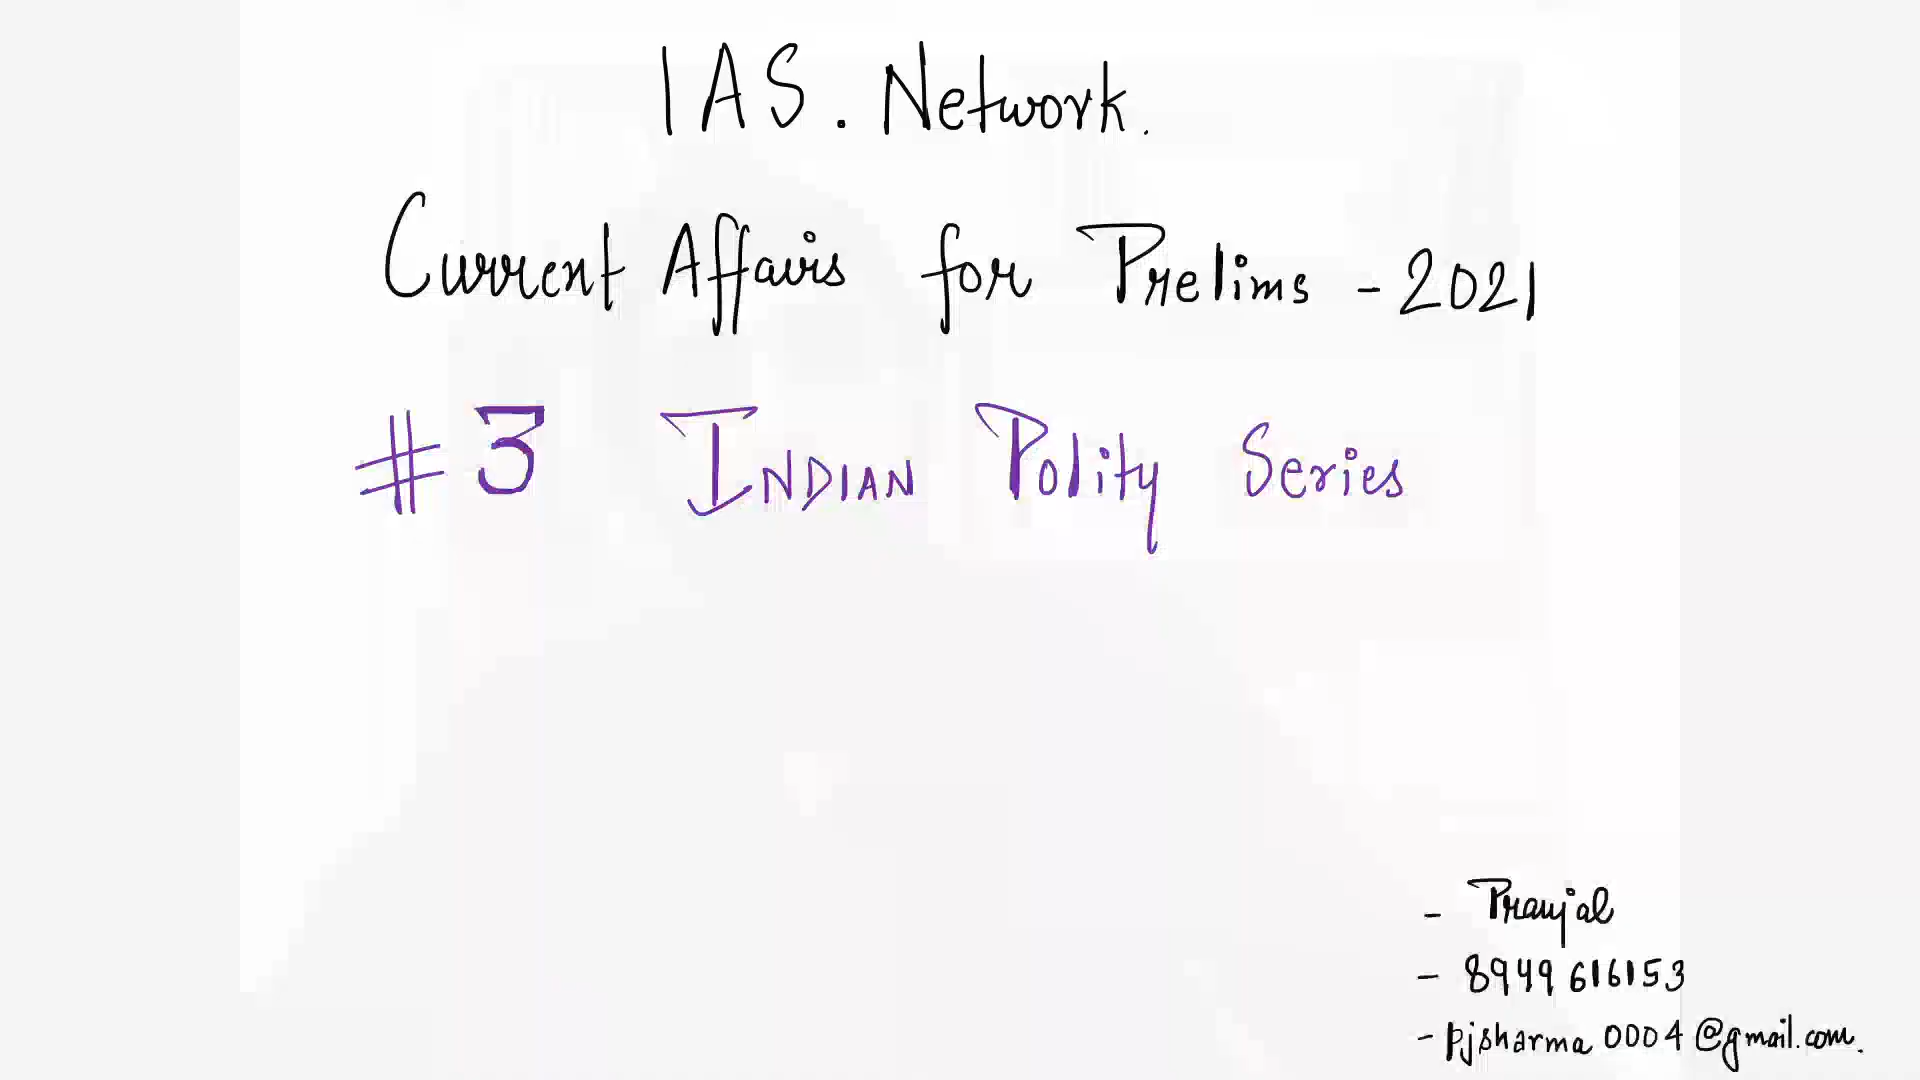 IAS. Network.
Current Affairs for Prelims - 2021
#3 INDIAN Polity Series
- Pranjal
- 8949616153
- pjsharma0004@gmail.com.